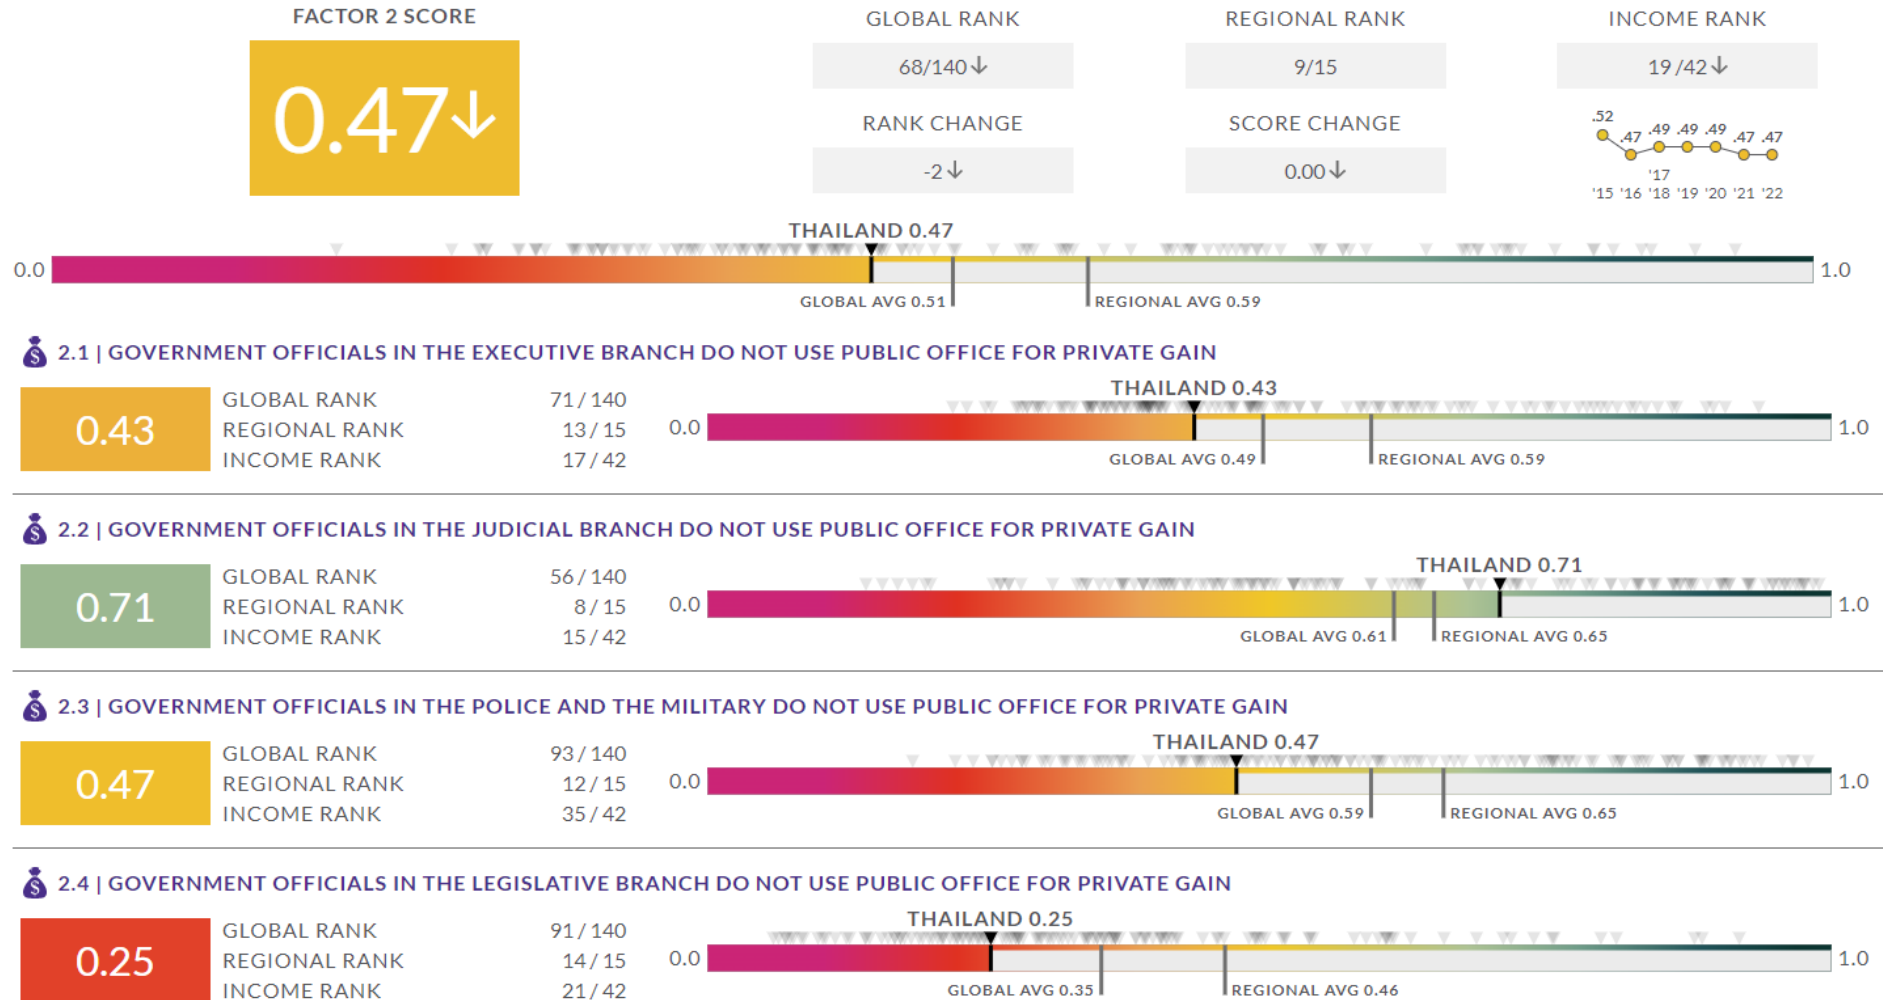 FACTOR 2 SCORE
0.47↓
GLOBAL RANK
68/140↓
REGIONAL RANK
9/15
INCOME RANK
19/42↓
RANK CHANGE
-2↓
SCORE CHANGE
0.00↓
.52 .47 .49 .49 .49 .47 .47
'17
'15 '16 '18 '19 '20 '21 '22
THAILAND 0.47
0.0 1.0
GLOBAL AVG 0.51 REGIONAL AVG 0.59
2.1 | GOVERNMENT OFFICIALS IN THE EXECUTIVE BRANCH DO NOT USE PUBLIC OFFICE FOR PRIVATE GAIN
0.43
GLOBAL RANK 71/140
REGIONAL RANK 13/15
INCOME RANK 17/42
THAILAND 0.43
0.0 1.0
GLOBAL AVG 0.49 REGIONAL AVG 0.59
2.2 | GOVERNMENT OFFICIALS IN THE JUDICIAL BRANCH DO NOT USE PUBLIC OFFICE FOR PRIVATE GAIN
0.71
GLOBAL RANK 56/140
REGIONAL RANK 8/15
INCOME RANK 15/42
THAILAND 0.71
0.0 1.0
GLOBAL AVG 0.61 REGIONAL AVG 0.65
2.3 | GOVERNMENT OFFICIALS IN THE POLICE AND THE MILITARY DO NOT USE PUBLIC OFFICE FOR PRIVATE GAIN
0.47
GLOBAL RANK 93/140
REGIONAL RANK 12/15
INCOME RANK 35/42
THAILAND 0.47
0.0 1.0
GLOBAL AVG 0.59 REGIONAL AVG 0.65
2.4 | GOVERNMENT OFFICIALS IN THE LEGISLATIVE BRANCH DO NOT USE PUBLIC OFFICE FOR PRIVATE GAIN
0.25
GLOBAL RANK 91/140
REGIONAL RANK 14/15
INCOME RANK 21/42
THAILAND 0.25
0.0 1.0
GLOBAL AVG 0.35 REGIONAL AVG 0.46